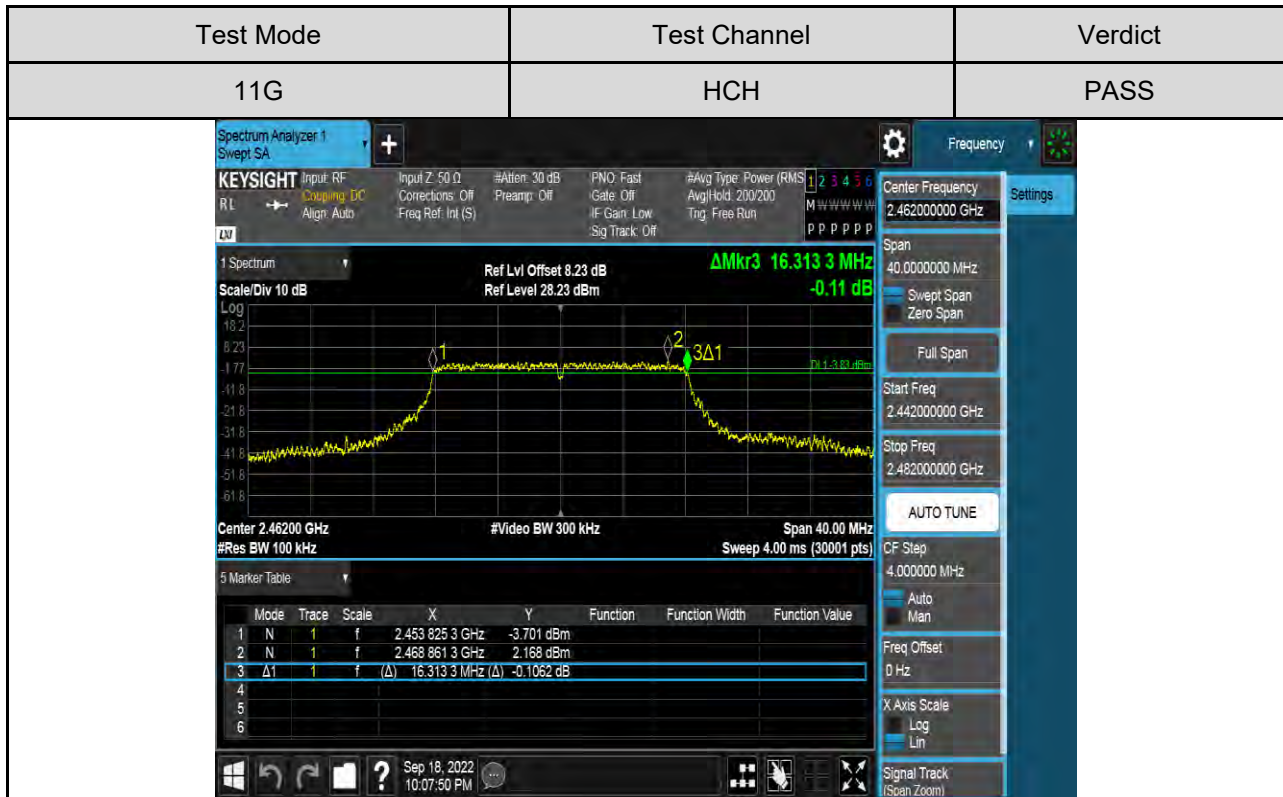 Test Mode Test Channel Verdict
11G HCH PASS
Spectrum Analyzer 1
Swept SA
+
Frequency
KEYSIGHT Input: RF Input Z: 50 Ω #Atten: 30 dB PNO: Fast #Avg Type: Power (RMS 1 2 3 4 5 6
RL Coupling: DC Corrections: Off Preamp: Off Gate: Off Avg|Hold: 200/200 M W W W W W
Align: Auto Freq Ref: Int (S) IF Gain: Low Trig: Free Run
LXI Sig Track: Off P P P P P P
1 Spectrum
Scale/Div 10 dB
Ref Lvl Offset 8.23 dB
Ref Level 28.23 dBm
ΔMkr3 16.313 3 MHz
-0.11 dB
Log
18.2
8.23
-1.77
-11.8
-21.8
-31.8
-41.8
-51.8
-61.8
1
2
3Δ1
DL1 -3.83 dBm
Center 2.46200 GHz #Video BW 300 kHz Span 40.00 MHz
#Res BW 100 kHz Sweep 4.00 ms (30001 pts)
5 Marker Table
Mode Trace Scale X Y Function Function Width Function Value
1 N 1 f 2.453 825 3 GHz -3.701 dBm
2 N 1 f 2.468 861 3 GHz 2.168 dBm
3 Δ1 1 f (Δ) 16.313 3 MHz (Δ) -0.1062 dB
4
5
6
?
Sep 18, 2022
10:07:50 PM
Center Frequency
2.462000000 GHz
Settings
Span
40.0000000 MHz
Swept Span
Zero Span
Full Span
Start Freq
2.442000000 GHz
Stop Freq
2.482000000 GHz
AUTO TUNE
CF Step
4.000000 MHz
Auto
Man
Freq Offset
0 Hz
X Axis Scale
Log
Lin
Signal Track
(Span Zoom)